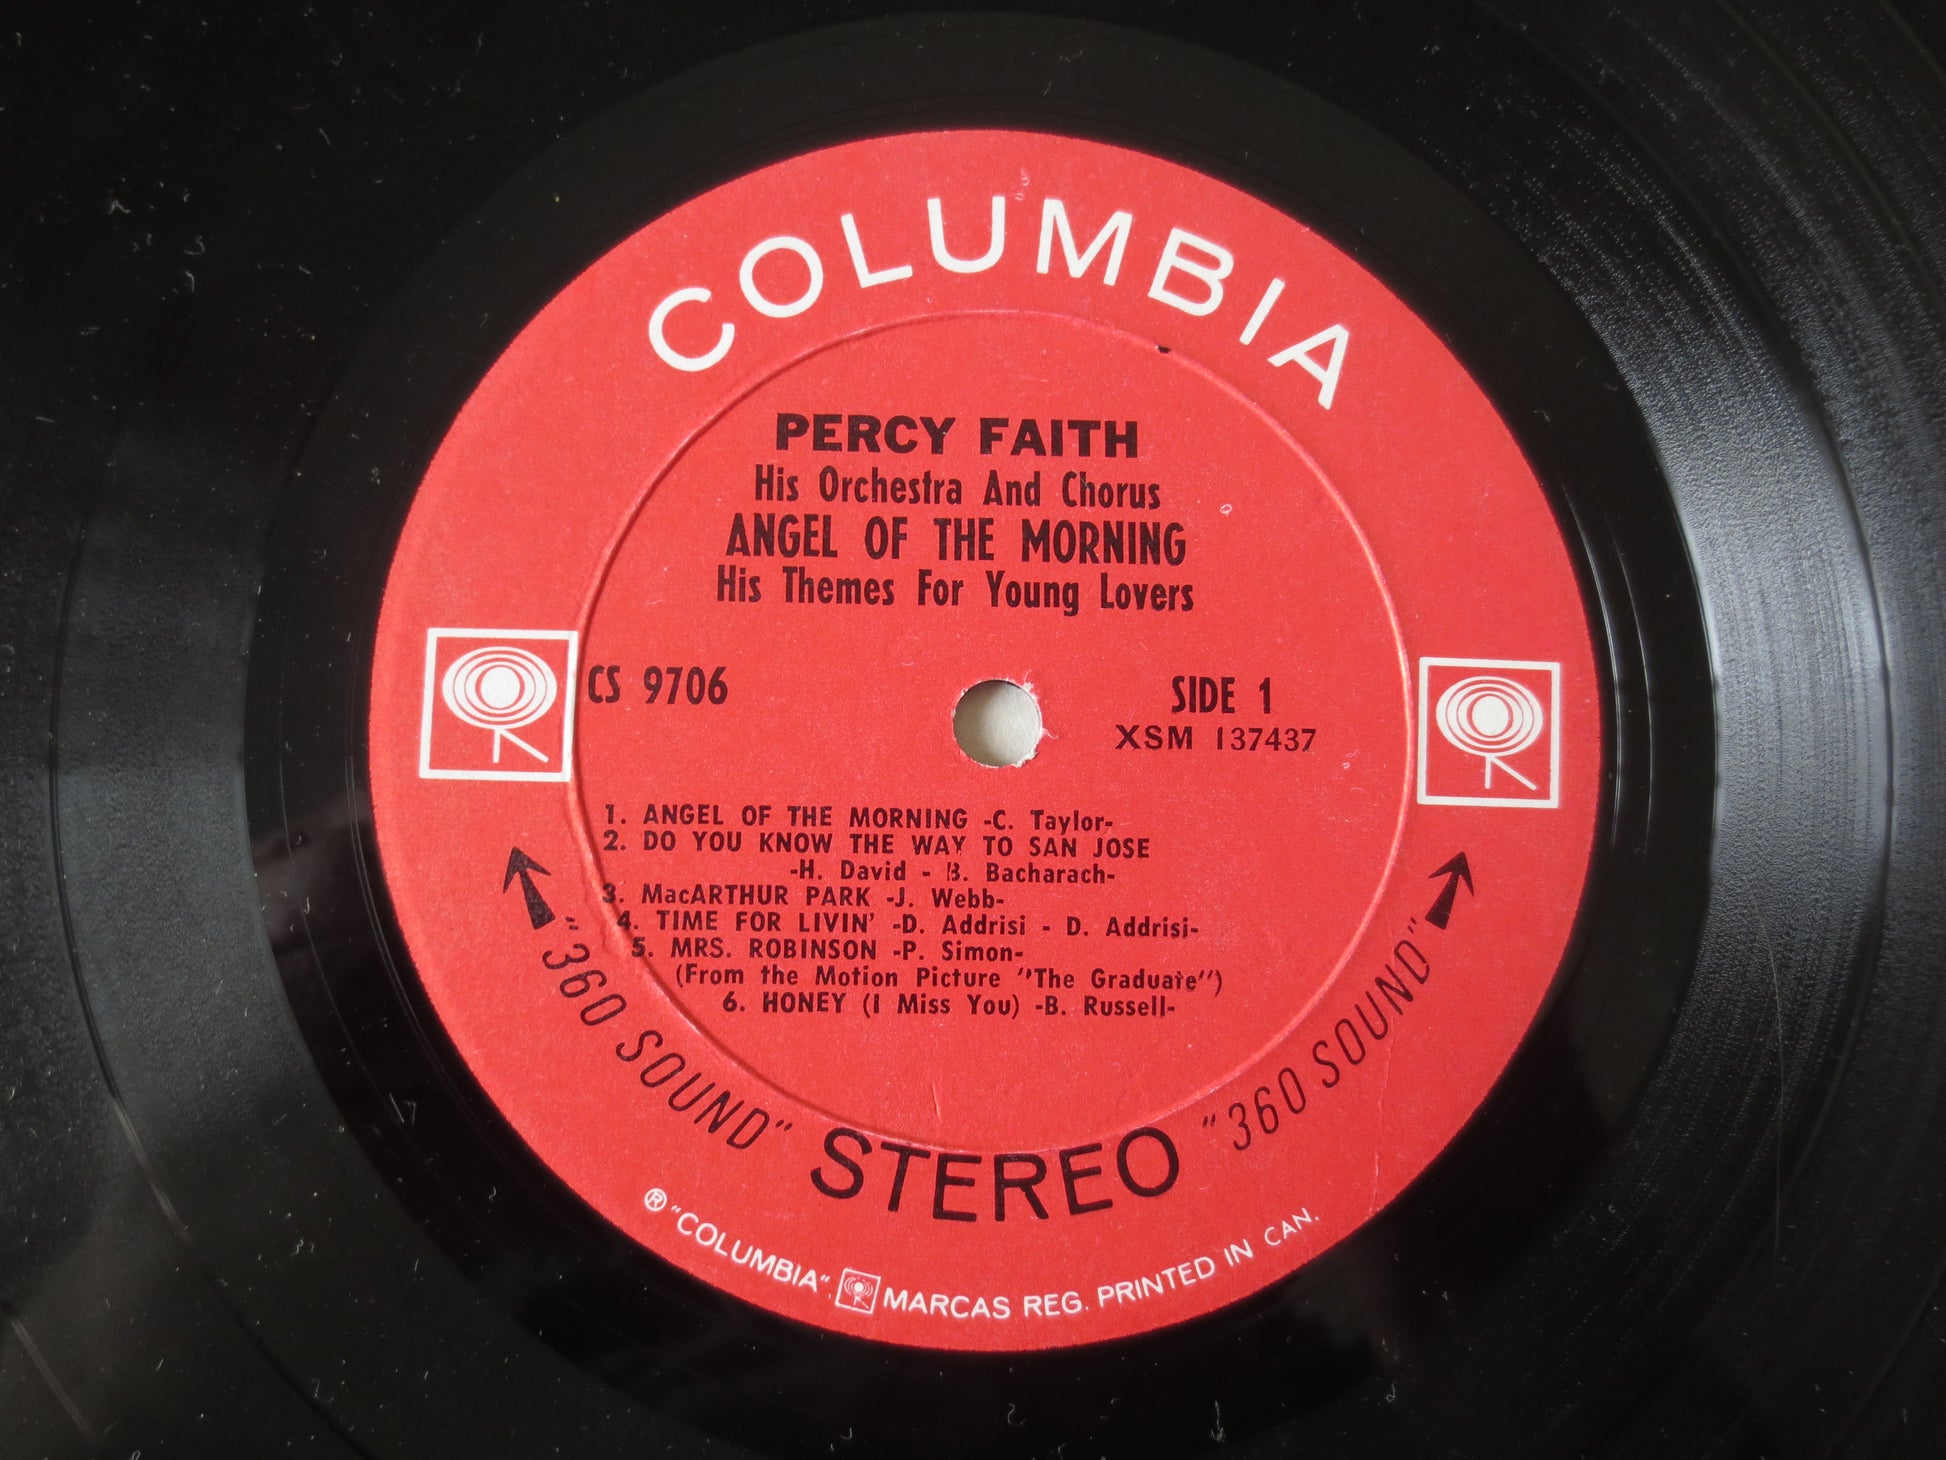 COLUMBIA
PERCY FAITH
His Orchestra And Chorus
ANGEL OF THE MORNING
His Themes For Young Lovers
CS 9706
SIDE 1
XSM 137437
1. ANGEL OF THE MORNING -C. Taylor-
2. DO YOU KNOW THE WAY TO SAN JOSE
-H. David - B. Bacharach-
3. MacARTHUR PARK -J. Webb-
4. TIME FOR LIVIN' -D. Addrisi - D. Addrisi-
5. MRS. ROBINSON -P. Simon-
(From the Motion Picture "The Graduate")
6. HONEY (I Miss You) -B. Russell-
"360 SOUND" STEREO "360 SOUND"
® "COLUMBIA", MARCAS REG. PRINTED IN CAN.